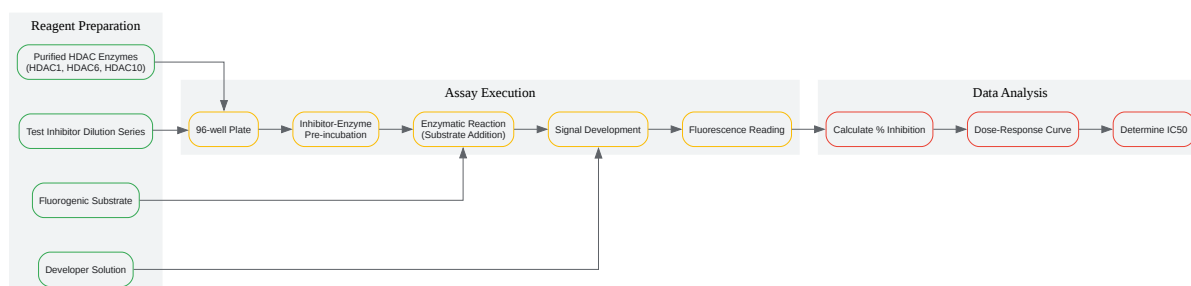 Reagent Preparation
Purified HDAC Enzymes
(HDAC1, HDAC6, HDAC10)
Test Inhibitor Dilution Series
Fluorogenic Substrate
Developer Solution
Assay Execution
96-well Plate
Inhibitor-Enzyme
Pre-incubation
Enzymatic Reaction
(Substrate Addition)
Signal Development
Fluorescence Reading
Data Analysis
Calculate % Inhibition
Dose-Response Curve
Determine IC50